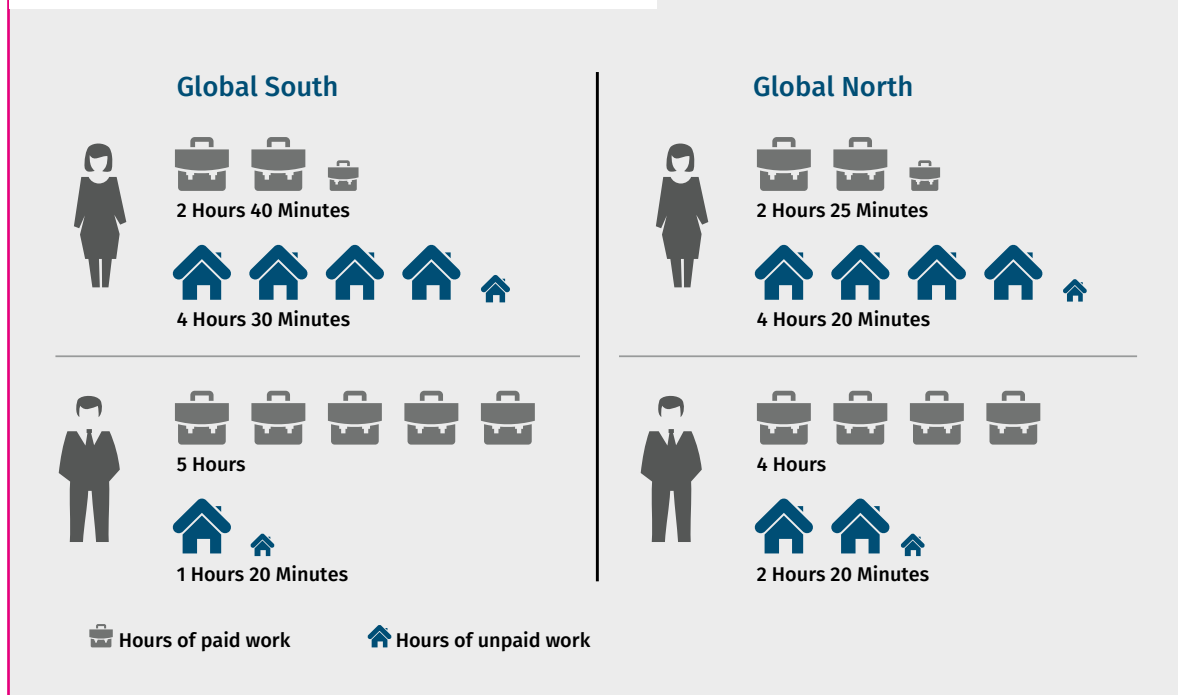 Global South
2 Hours 40 Minutes
4 Hours 30 Minutes
5 Hours
1 Hours 20 Minutes
Global North
2 Hours 25 Minutes
4 Hours 20 Minutes
4 Hours
2 Hours 20 Minutes
Hours of paid work
Hours of unpaid work